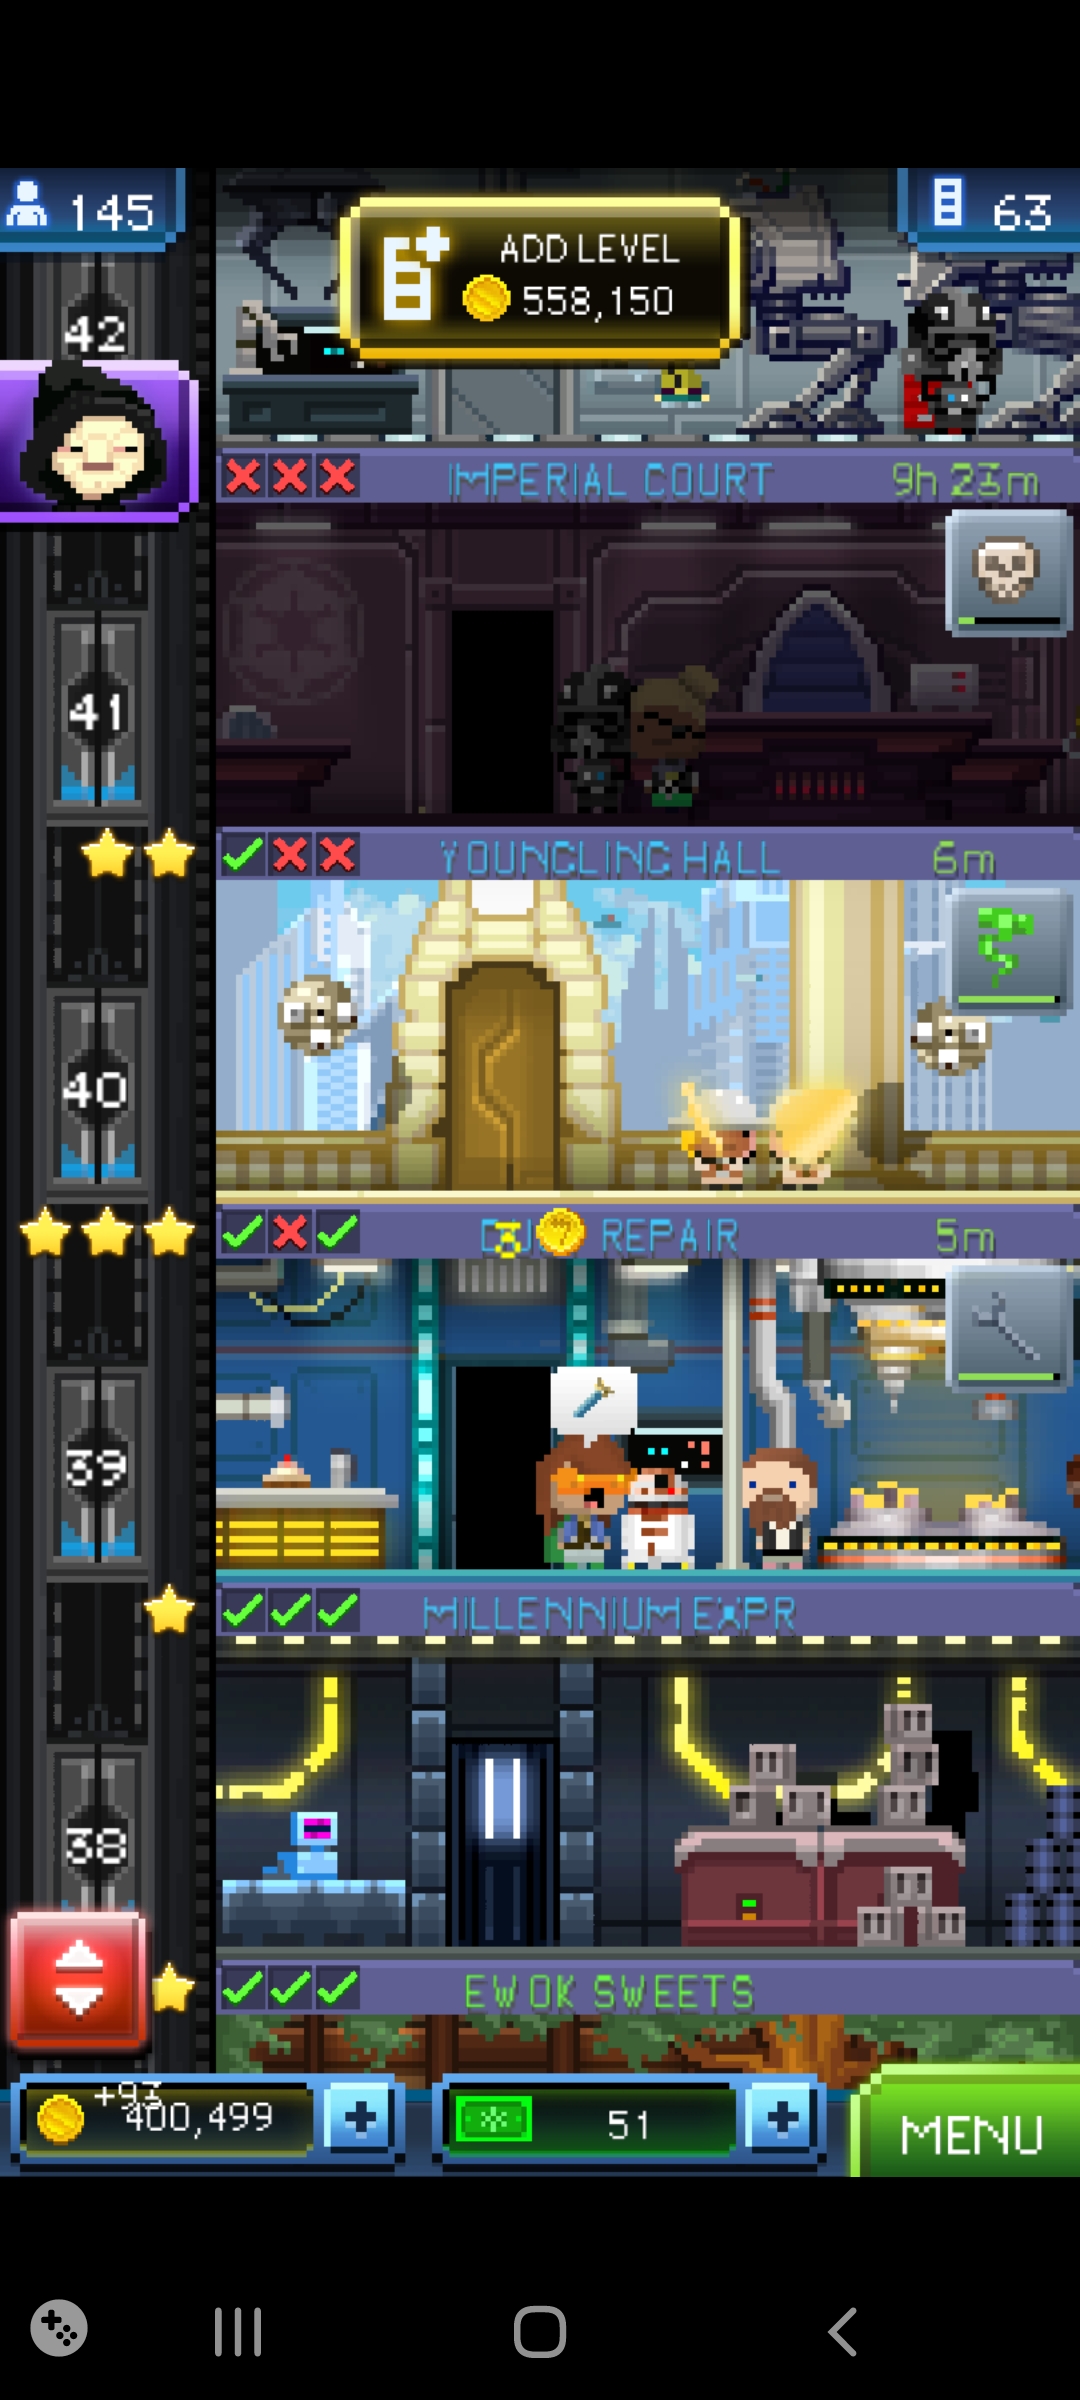 145
ADD LEVEL
558,150
63
42
IMPERIAL COURT
9h 23m
41
YOUNGLING HALL
6m
40
REPAIR
5m
39
MILLENNIUM EXPR
38
EWOK SWEETS
+93
400,499
51
MENU